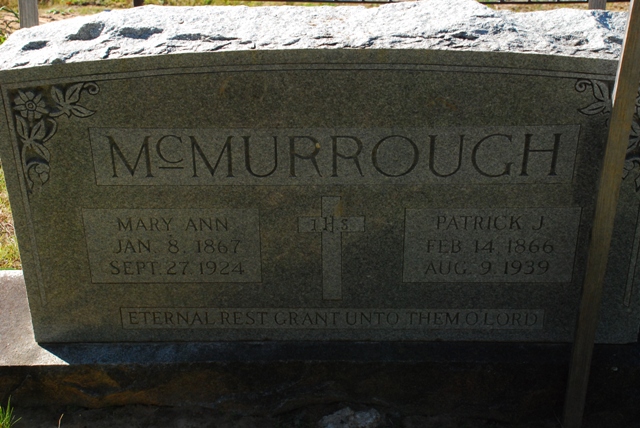 McMURROUGH
MARY ANN
JAN. 8, 1867
SEPT. 27, 1924
I.H.S.
PATRICK J.
FEB. 14, 1866
AUG. 9, 1939
ETERNAL REST GRANT UNTO THEM O' LORD